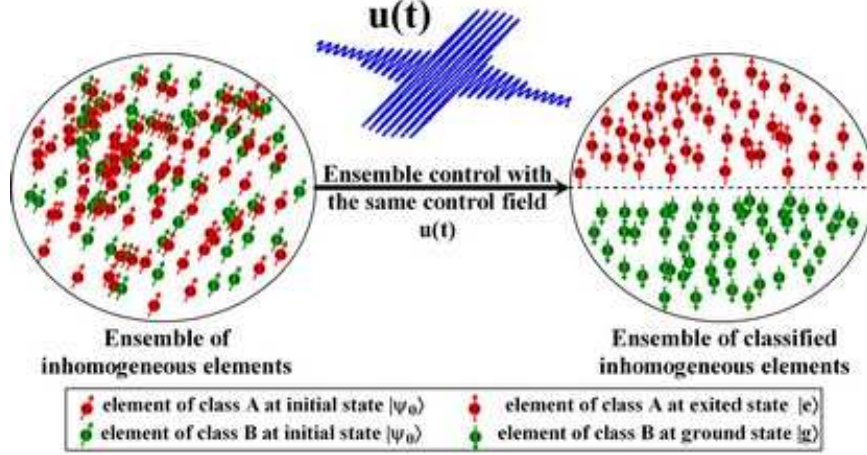 u(t)
Ensemble control with
the same control field
u(t)
Ensemble of
inhomogeneous elements
Ensemble of classified
inhomogeneous elements
element of class A at initial state |ψ₀⟩
element of class A at exited state |e⟩
element of class B at initial state |ψ₀⟩
element of class B at ground state |g⟩